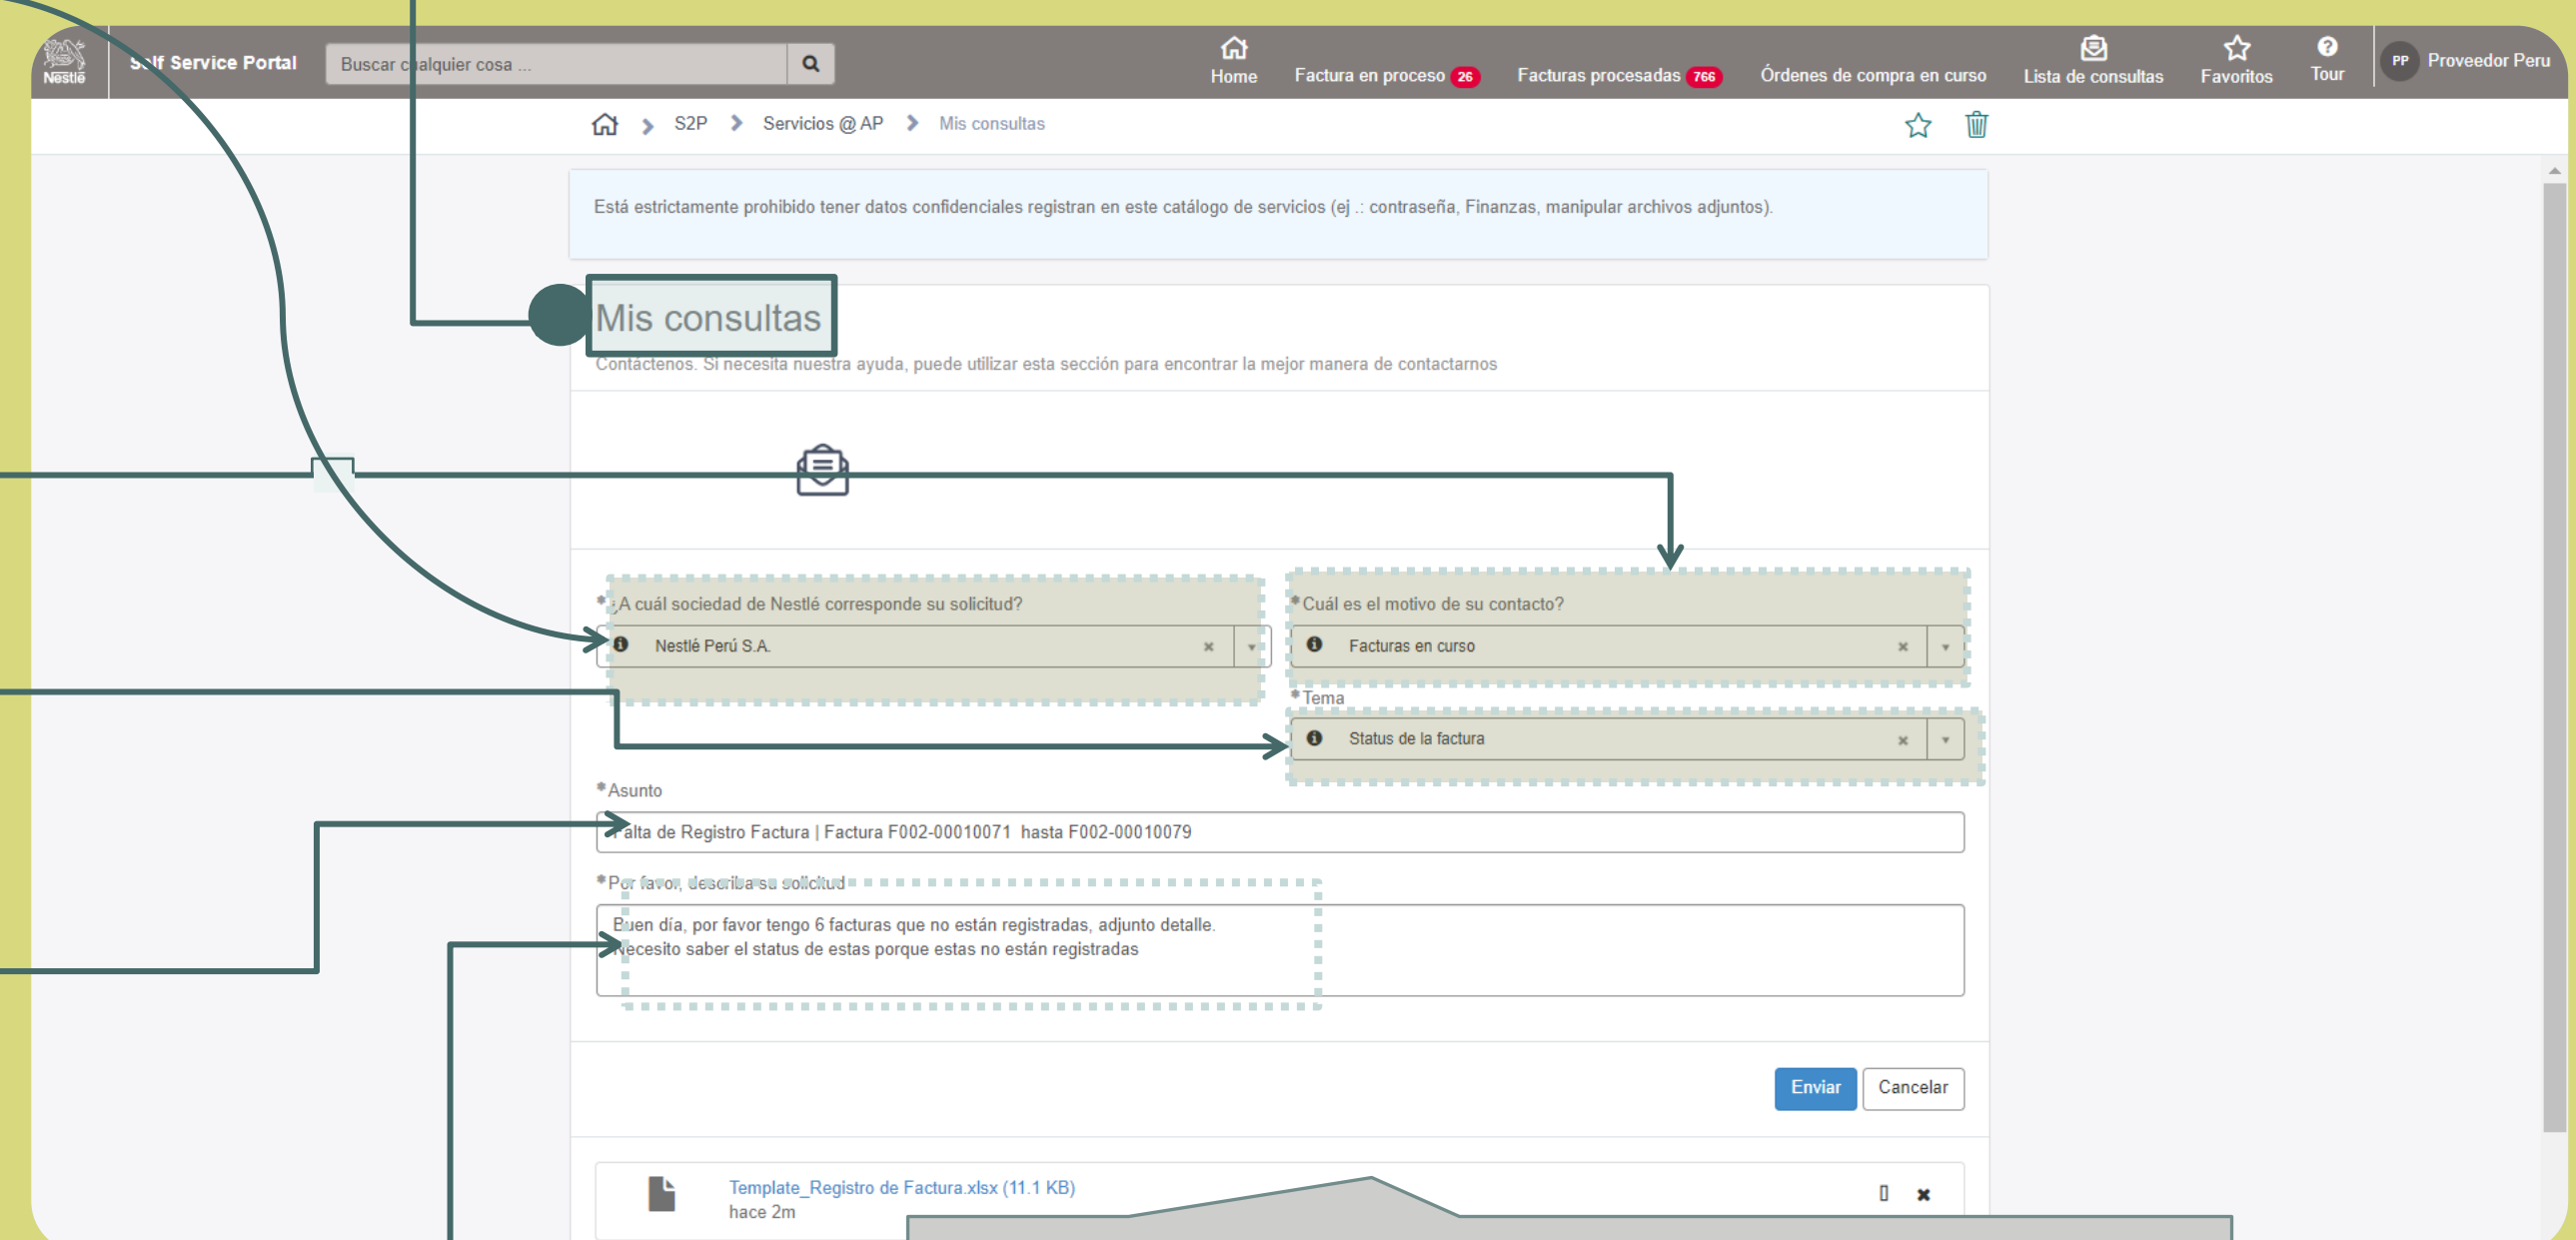 Nestlé
Self Service Portal
Buscar cualquier cosa ...
Home
Factura en proceso 26
Facturas procesadas 766
Órdenes de compra en curso
Lista de consultas
Favoritos
Tour
PP Proveedor Peru
S2P > Servicios @ AP > Mis consultas
Está estrictamente prohibido tener datos confidenciales registran en este catálogo de servicios (ej .: contraseña, Finanzas, manipular archivos adjuntos).
Mis consultas
Contáctenos. Si necesita nuestra ayuda, puede utilizar esta sección para encontrar la mejor manera de contactarnos
* ¿A cuál sociedad de Nestlé corresponde su solicitud?
Nestlé Perú S.A.
* Cuál es el motivo de su contacto?
Facturas en curso
* Tema
Status de la factura
* Asunto
Falta de Registro Factura | Factura F002-00010071 hasta F002-00010079
* Por favor, describa su solicitud
Buen día, por favor tengo 6 facturas que no están registradas, adjunto detalle.
Necesito saber el status de estas porque estas no están registradas
Enviar
Cancelar
Template_Registro de Factura.xlsx (11.1 KB)
hace 2m